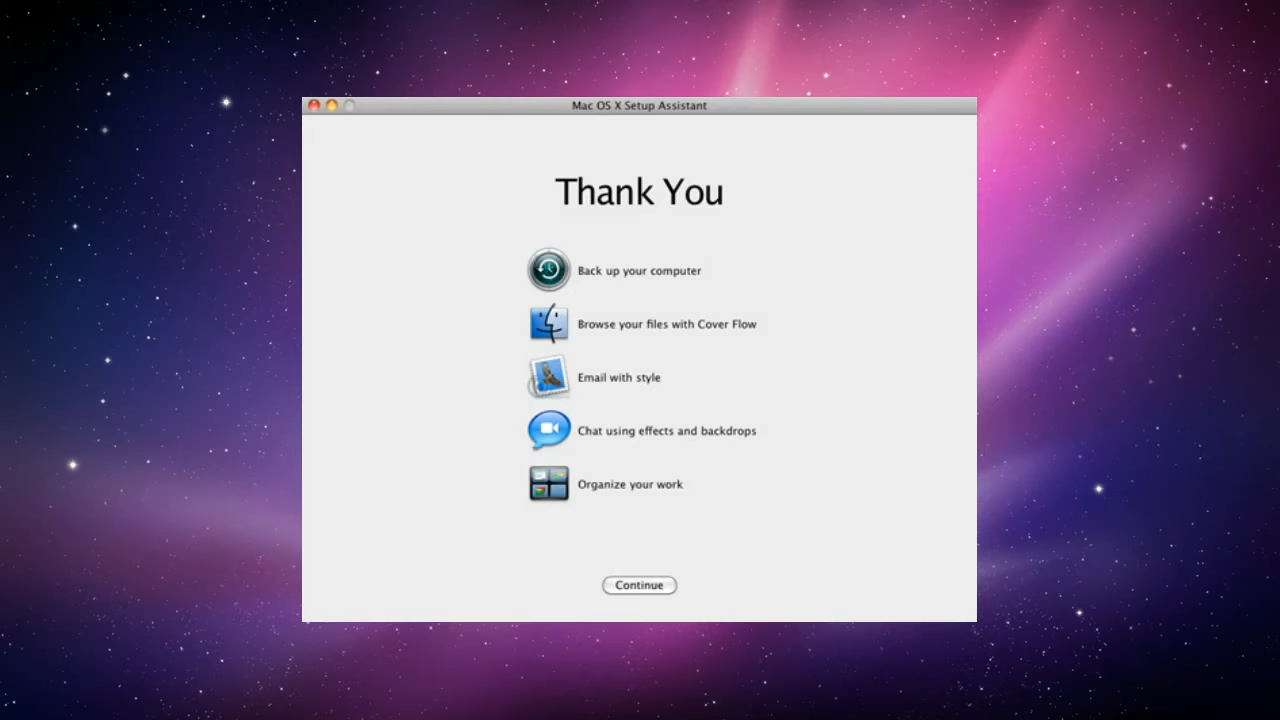 Mac OS X Setup Assistant
Thank You
Back up your computer
Browse your files with Cover Flow
Email with style
Chat using effects and backdrops
Organize your work
Continue